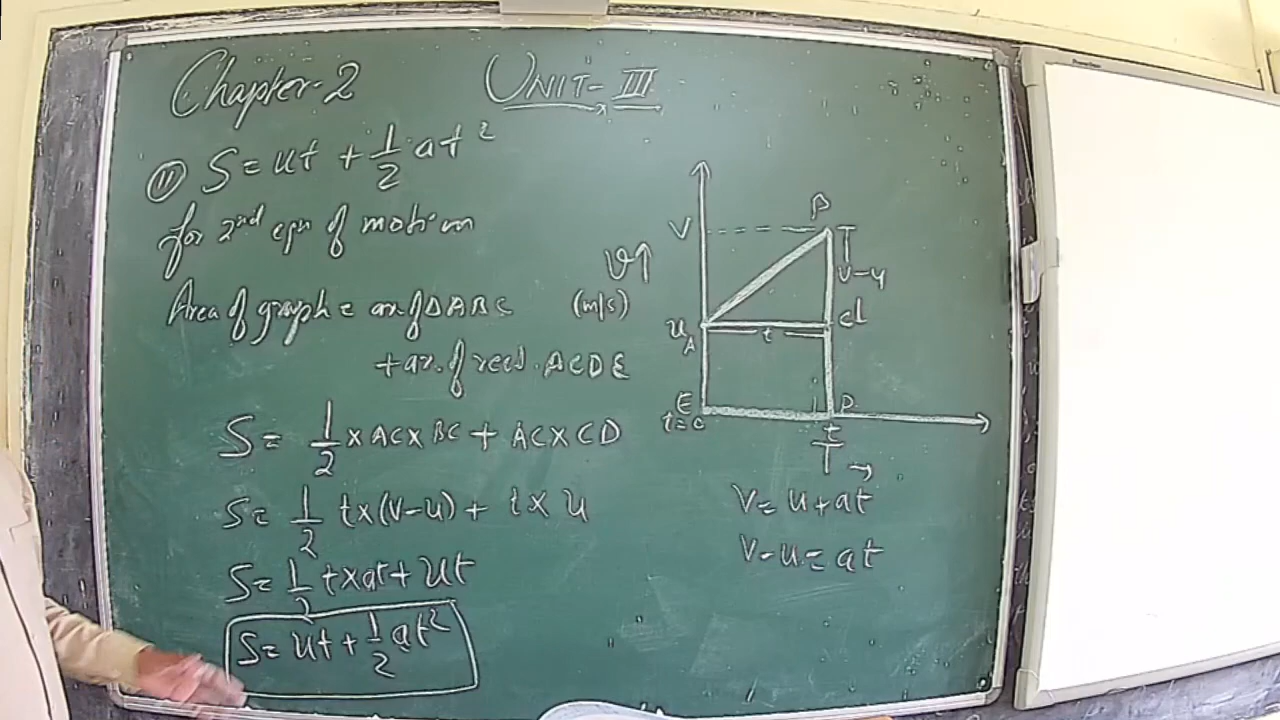 Chapter-2
UNIT-III
(11) S = ut + 1/2 at²
for 2nd eqn of motion
Area of graph = ar. of ΔABC
+ ar. of rect. ACDE
S = 1/2 × AC × BC + AC × CD
S = 1/2 t×(v-u) + t × u
S = 1/2 t×at + ut
S = ut + 1/2 at²
B
V
v-u
v↑
(m/s)
u
A
t
E
D
t=0
t
T →
V = u+at
V-u = at